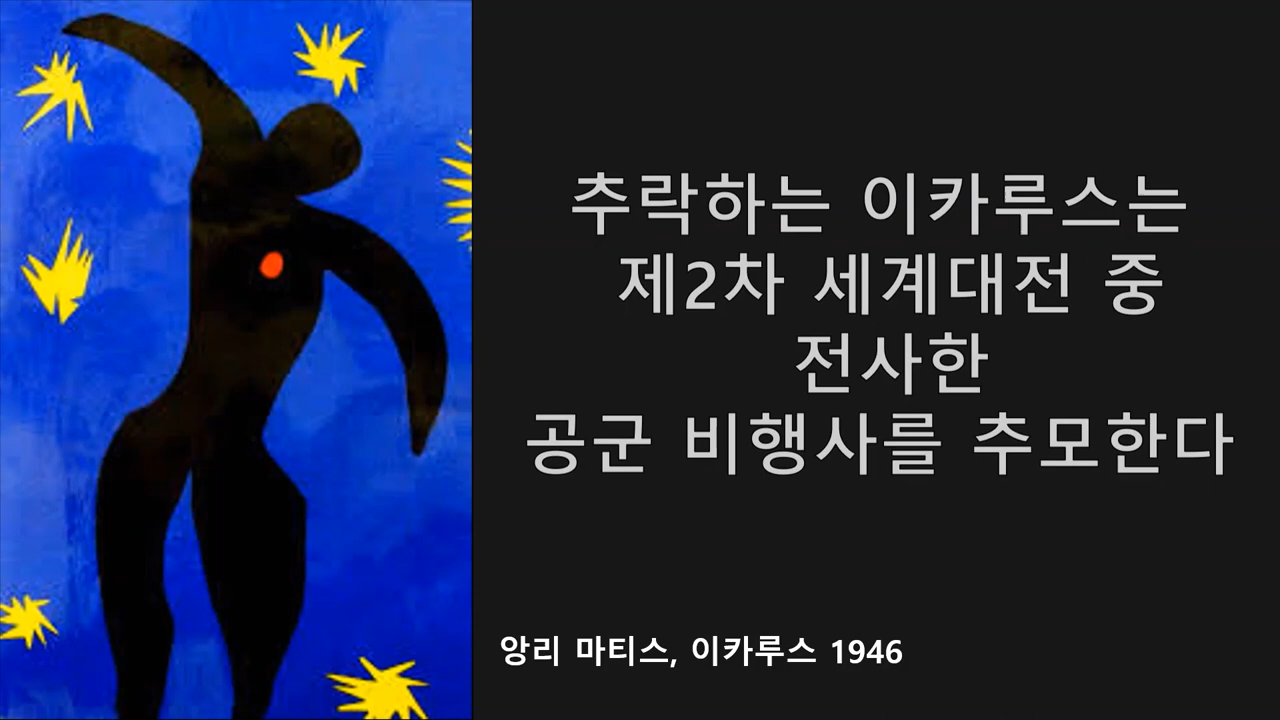 추락하는 이카루스는
제2차 세계대전 중
전사한
공군 비행사를 추모한다
앙리 마티스, 이카루스 1946